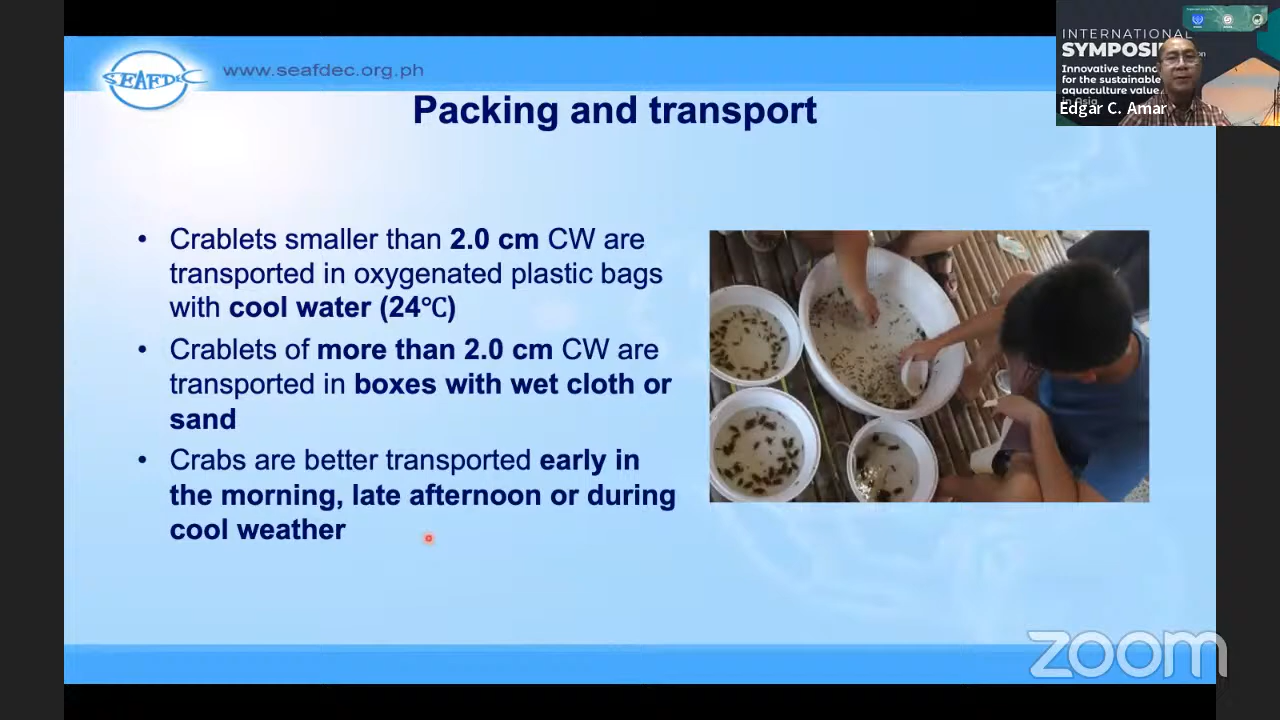 SEAFDEC
www.seafdec.org.ph
Packing and transport
• Crablets smaller than 2.0 cm CW are
transported in oxygenated plastic bags
with cool water (24℃)
• Crablets of more than 2.0 cm CW are
transported in boxes with wet cloth or
sand
• Crabs are better transported early in
the morning, late afternoon or during
cool weather
INTERNATIONAL
Innovative
for the sustainable
aquaculture value
in Asia
Edgar C. Amar
zoom